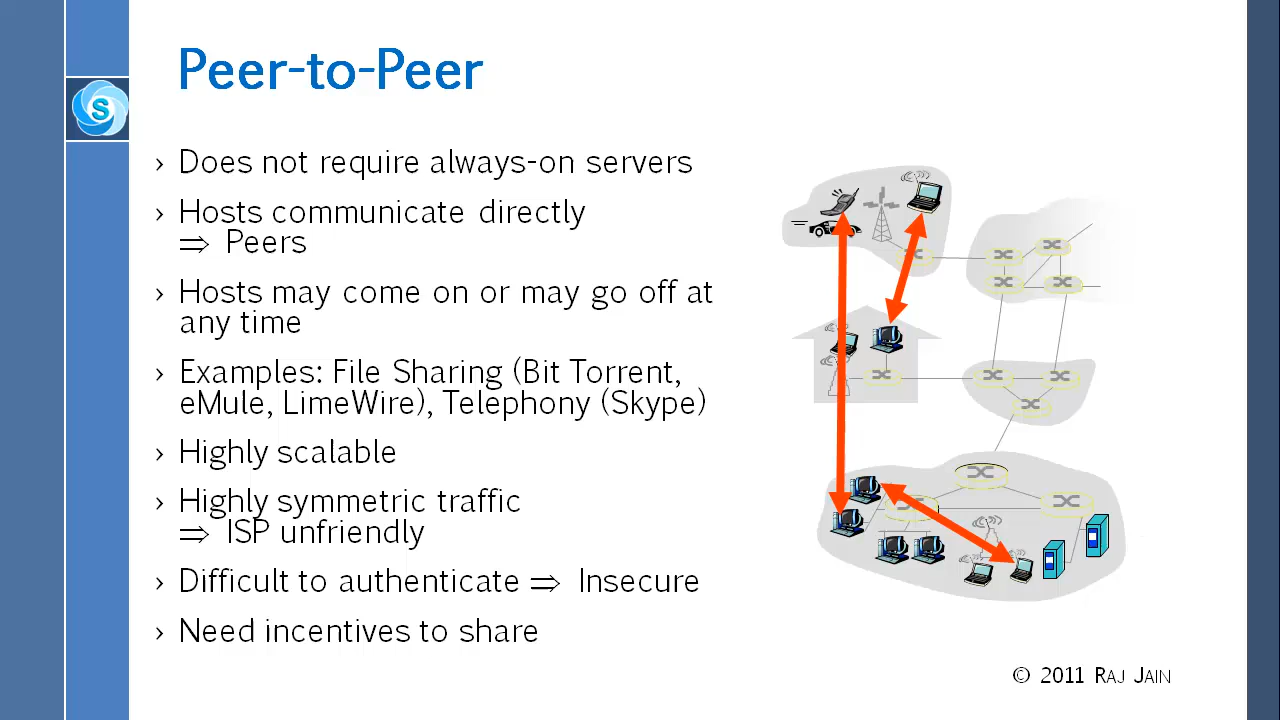 Peer-to-Peer
S
› Does not require always-on servers
› Hosts communicate directly
⇒ Peers
› Hosts may come on or may go off at
any time
› Examples: File Sharing (Bit Torrent,
eMule, LimeWire), Telephony (Skype)
› Highly scalable
› Highly symmetric traffic
⇒ ISP unfriendly
› Difficult to authenticate ⇒ Insecure
› Need incentives to share
© 2011 RAJ JAIN